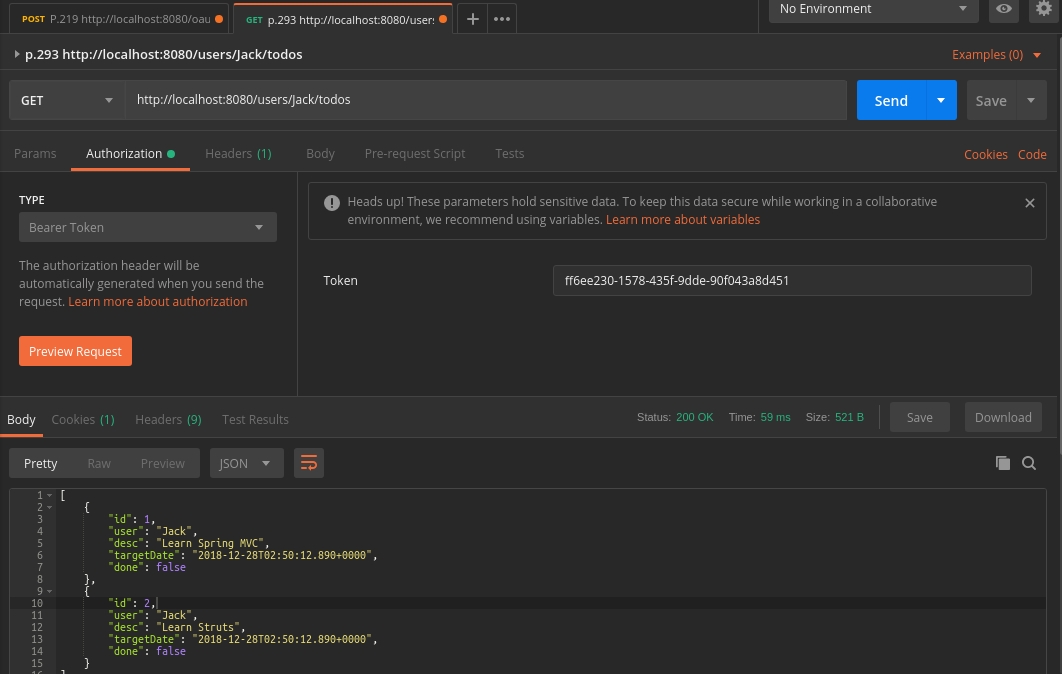 POST P.219 http://localhost:8080/oau
GET p.293 http://localhost:8080/users
No Environment
p.293 http://localhost:8080/users/Jack/todos
Examples (0)
GET http://localhost:8080/users/Jack/todos Send Save
Params Authorization Headers (1) Body Pre-request Script Tests Cookies Code
TYPE
Bearer Token
The authorization header will be
automatically generated when you send the
request. Learn more about authorization
Preview Request
Heads up! These parameters hold sensitive data. To keep this data secure while working in a collaborative
environment, we recommend using variables. Learn more about variables
Token ff6ee230-1578-435f-9dde-90f043a8d451
Body Cookies (1) Headers (9) Test Results Status: 200 OK Time: 59 ms Size: 521 B Save Download
Pretty Raw Preview JSON
1 [
2 {
3 "id": 1,
4 "user": "Jack",
5 "desc": "Learn Spring MVC",
6 "targetDate": "2018-12-28T02:50:12.890+0000",
7 "done": false
8 },
9 {
10 "id": 2,
11 "user": "Jack",
12 "desc": "Learn Struts",
13 "targetDate": "2018-12-28T02:50:12.890+0000",
14 "done": false
15 }
16 ]